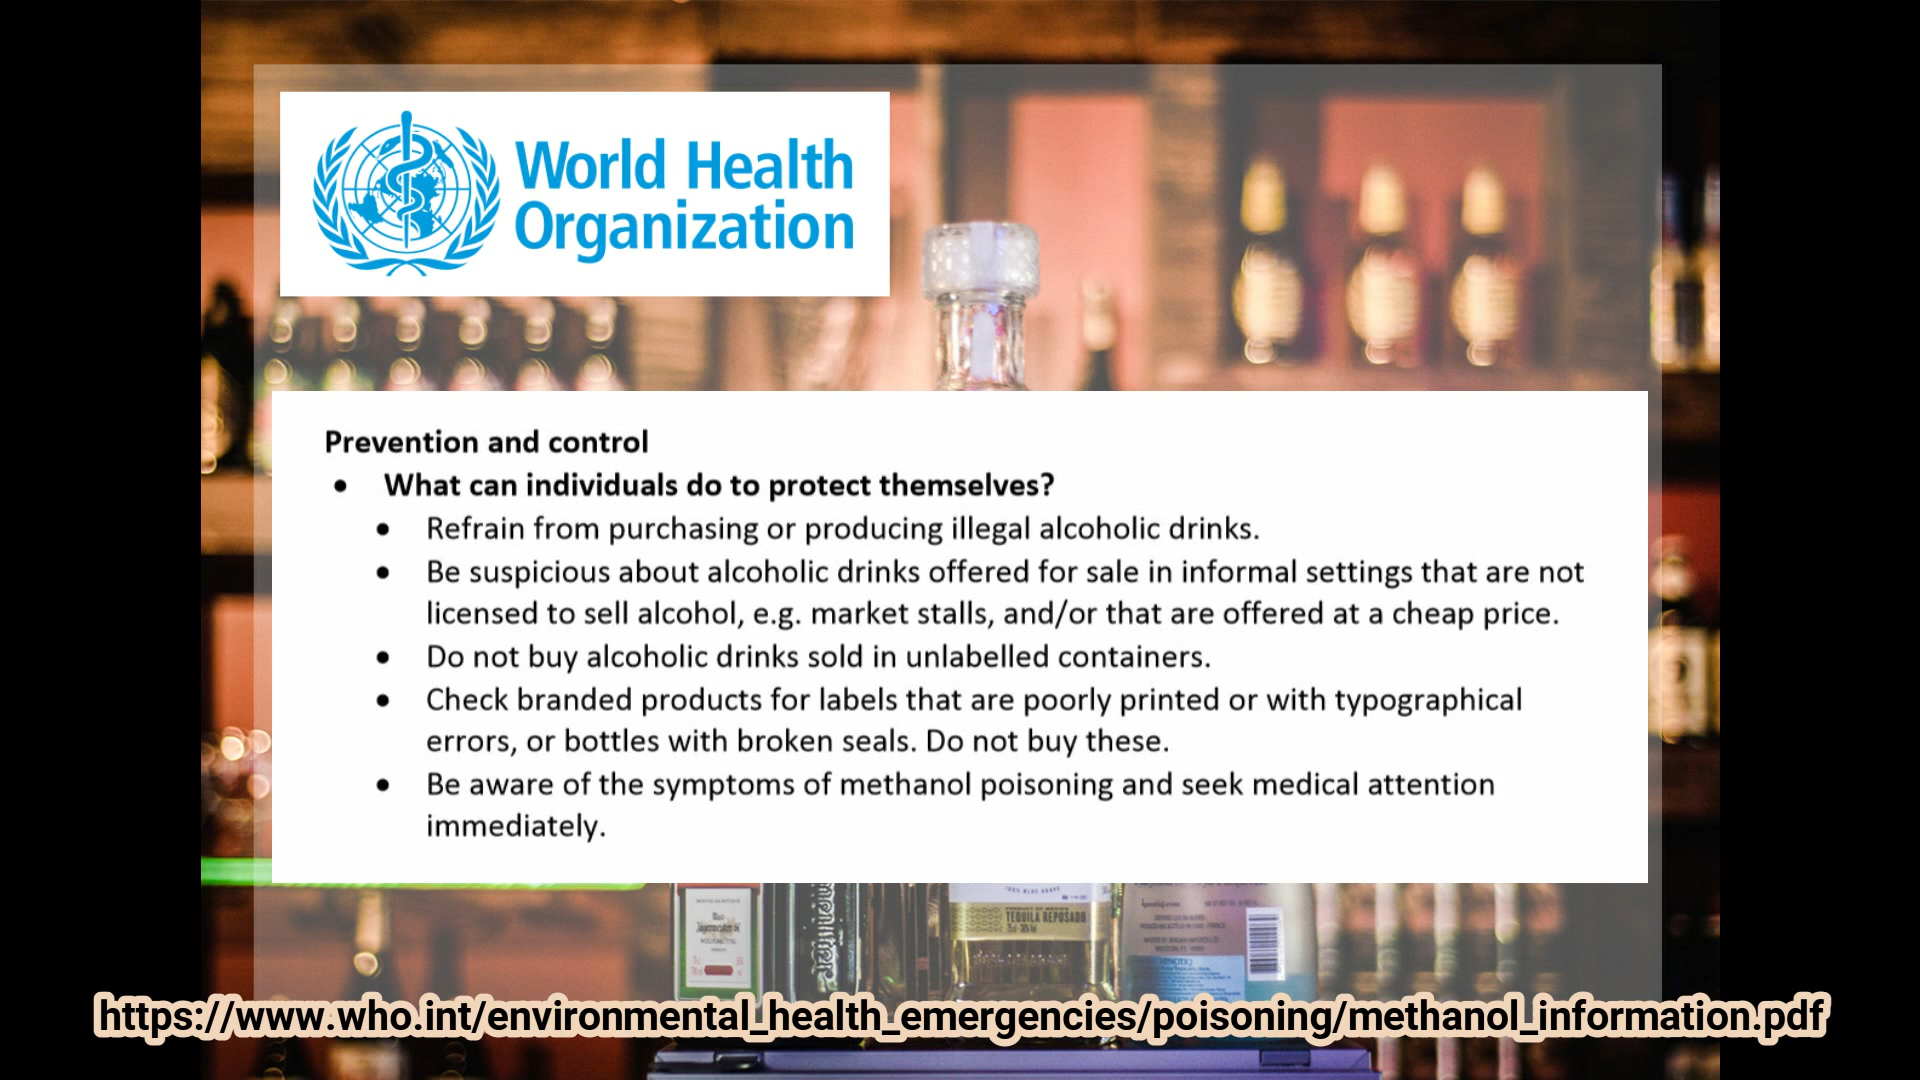 World Health
Organization
Prevention and control
• What can individuals do to protect themselves?
• Refrain from purchasing or producing illegal alcoholic drinks.
• Be suspicious about alcoholic drinks offered for sale in informal settings that are not
licensed to sell alcohol, e.g. market stalls, and/or that are offered at a cheap price.
• Do not buy alcoholic drinks sold in unlabelled containers.
• Check branded products for labels that are poorly printed or with typographical
errors, or bottles with broken seals. Do not buy these.
• Be aware of the symptoms of methanol poisoning and seek medical attention
immediately.
TEQUILA REPOSADO
https://www.who.int/environmental_health_emergencies/poisoning/methanol_information.pdf